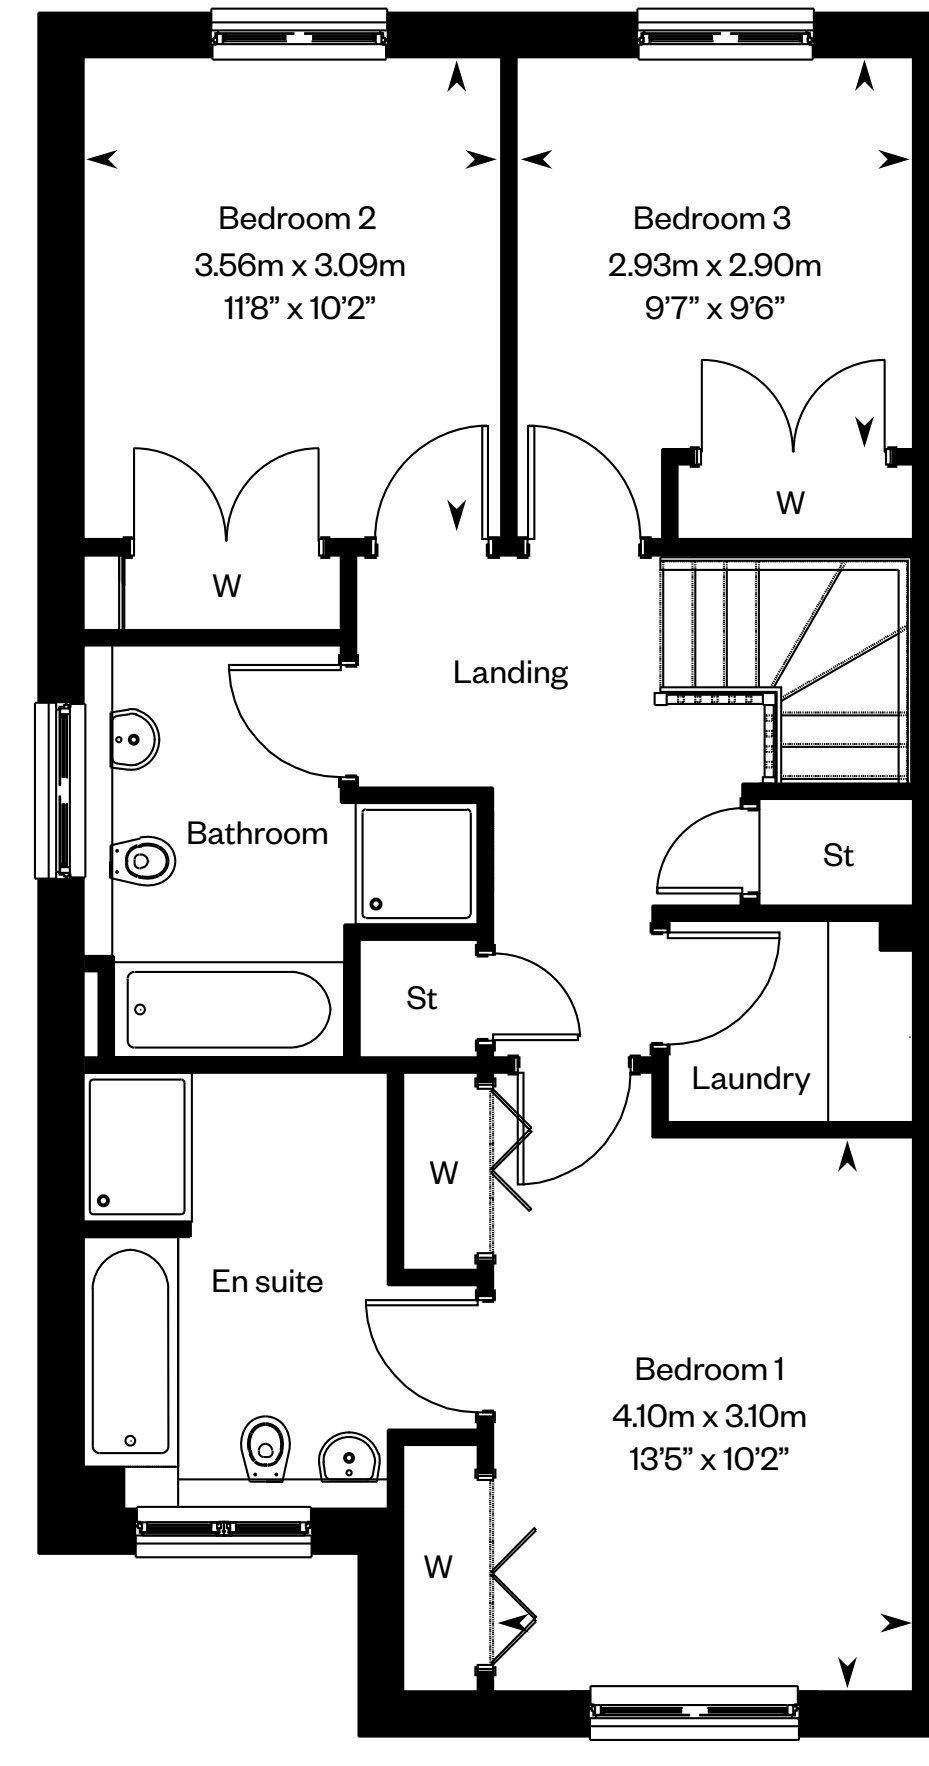 Bedroom 2
3.56m x 3.09m
11’8” x 10’2”
Bedroom 3
2.93m x 2.90m
9’7” x 9’6”
W
W
Landing
Bathroom
St
St
Laundry
W
En suite
Bedroom 1
4.10m x 3.10m
13’5” x 10’2”
W